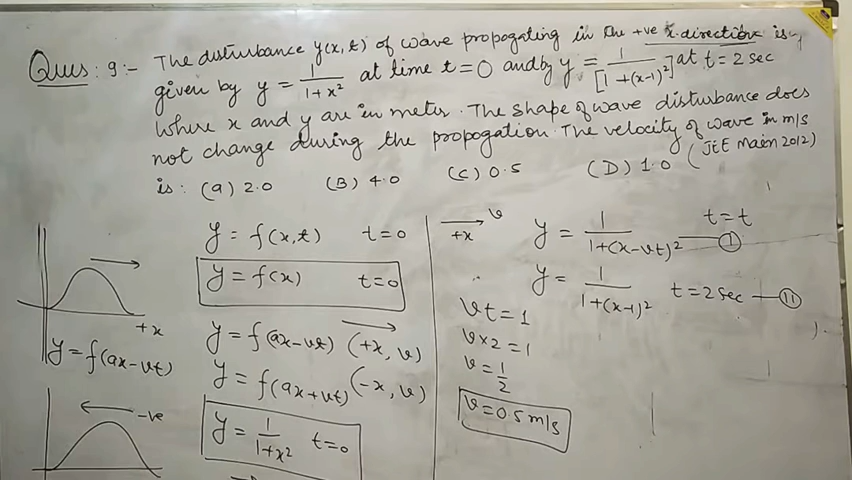 Ques: 9:- The disturbance y(x,t) of wave propogating in the +ve x direction is
given by y = 1/(1+x²) at time t=0 and by y = 1/[1+(x-1)²] at t=2 sec
where x and y are in meter. The shape of wave disturbance does
not change during the propogation. The velocity of wave in m/s
is: (a) 2.0 (B) 4.0 (C) 0.5 (D) 1.0 (JEE Main 2012)
+x
y = f(ax-vt)
-ve
y = f(x,t) t=0
y = f(x) t=0
y = f(ax-vt) (+x, v)
y = f(ax+vt) (-x, v)
y = 1/(1+x²) t=0
v
+x
y = 1/(1+(x-vt)²) t=t
I
y = 1/(1+(x-1)²) t=2sec — II
vt = 1
v×2 = 1
v = 1/2
v = 0.5 m/s